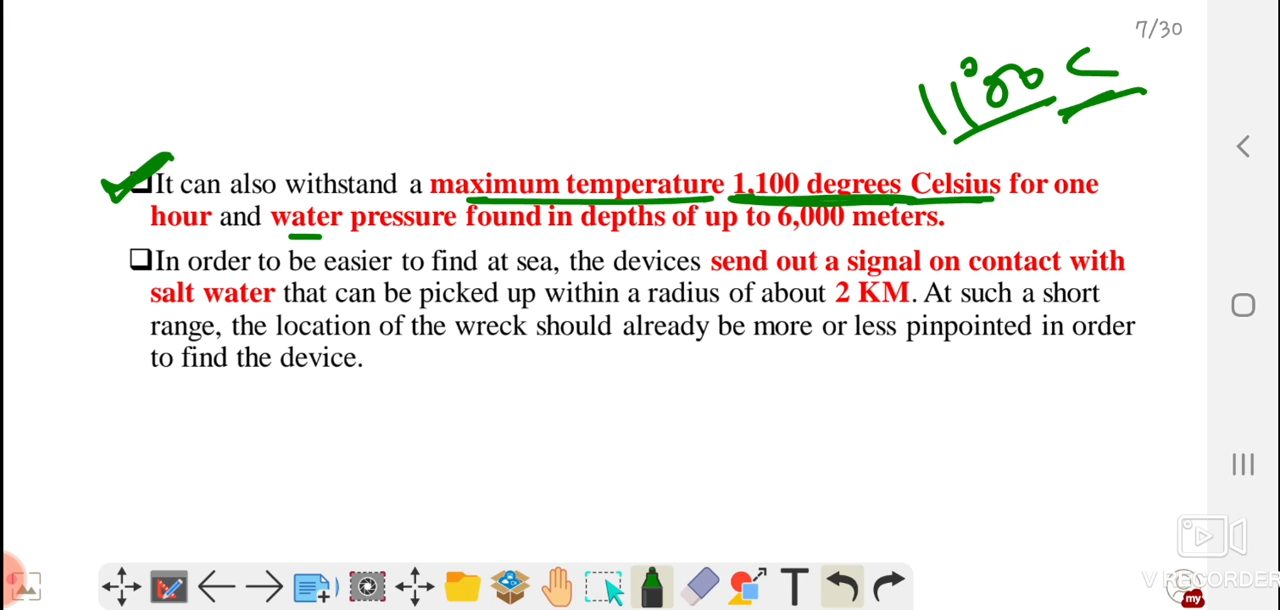 7/30
1100° C
❑It can also withstand a maximum temperature 1,100 degrees Celsius for one
hour and water pressure found in depths of up to 6,000 meters.
❑In order to be easier to find at sea, the devices send out a signal on contact with
salt water that can be picked up within a radius of about 2 KM. At such a short
range, the location of the wreck should already be more or less pinpointed in order
to find the device.
T
V RECORDER
my